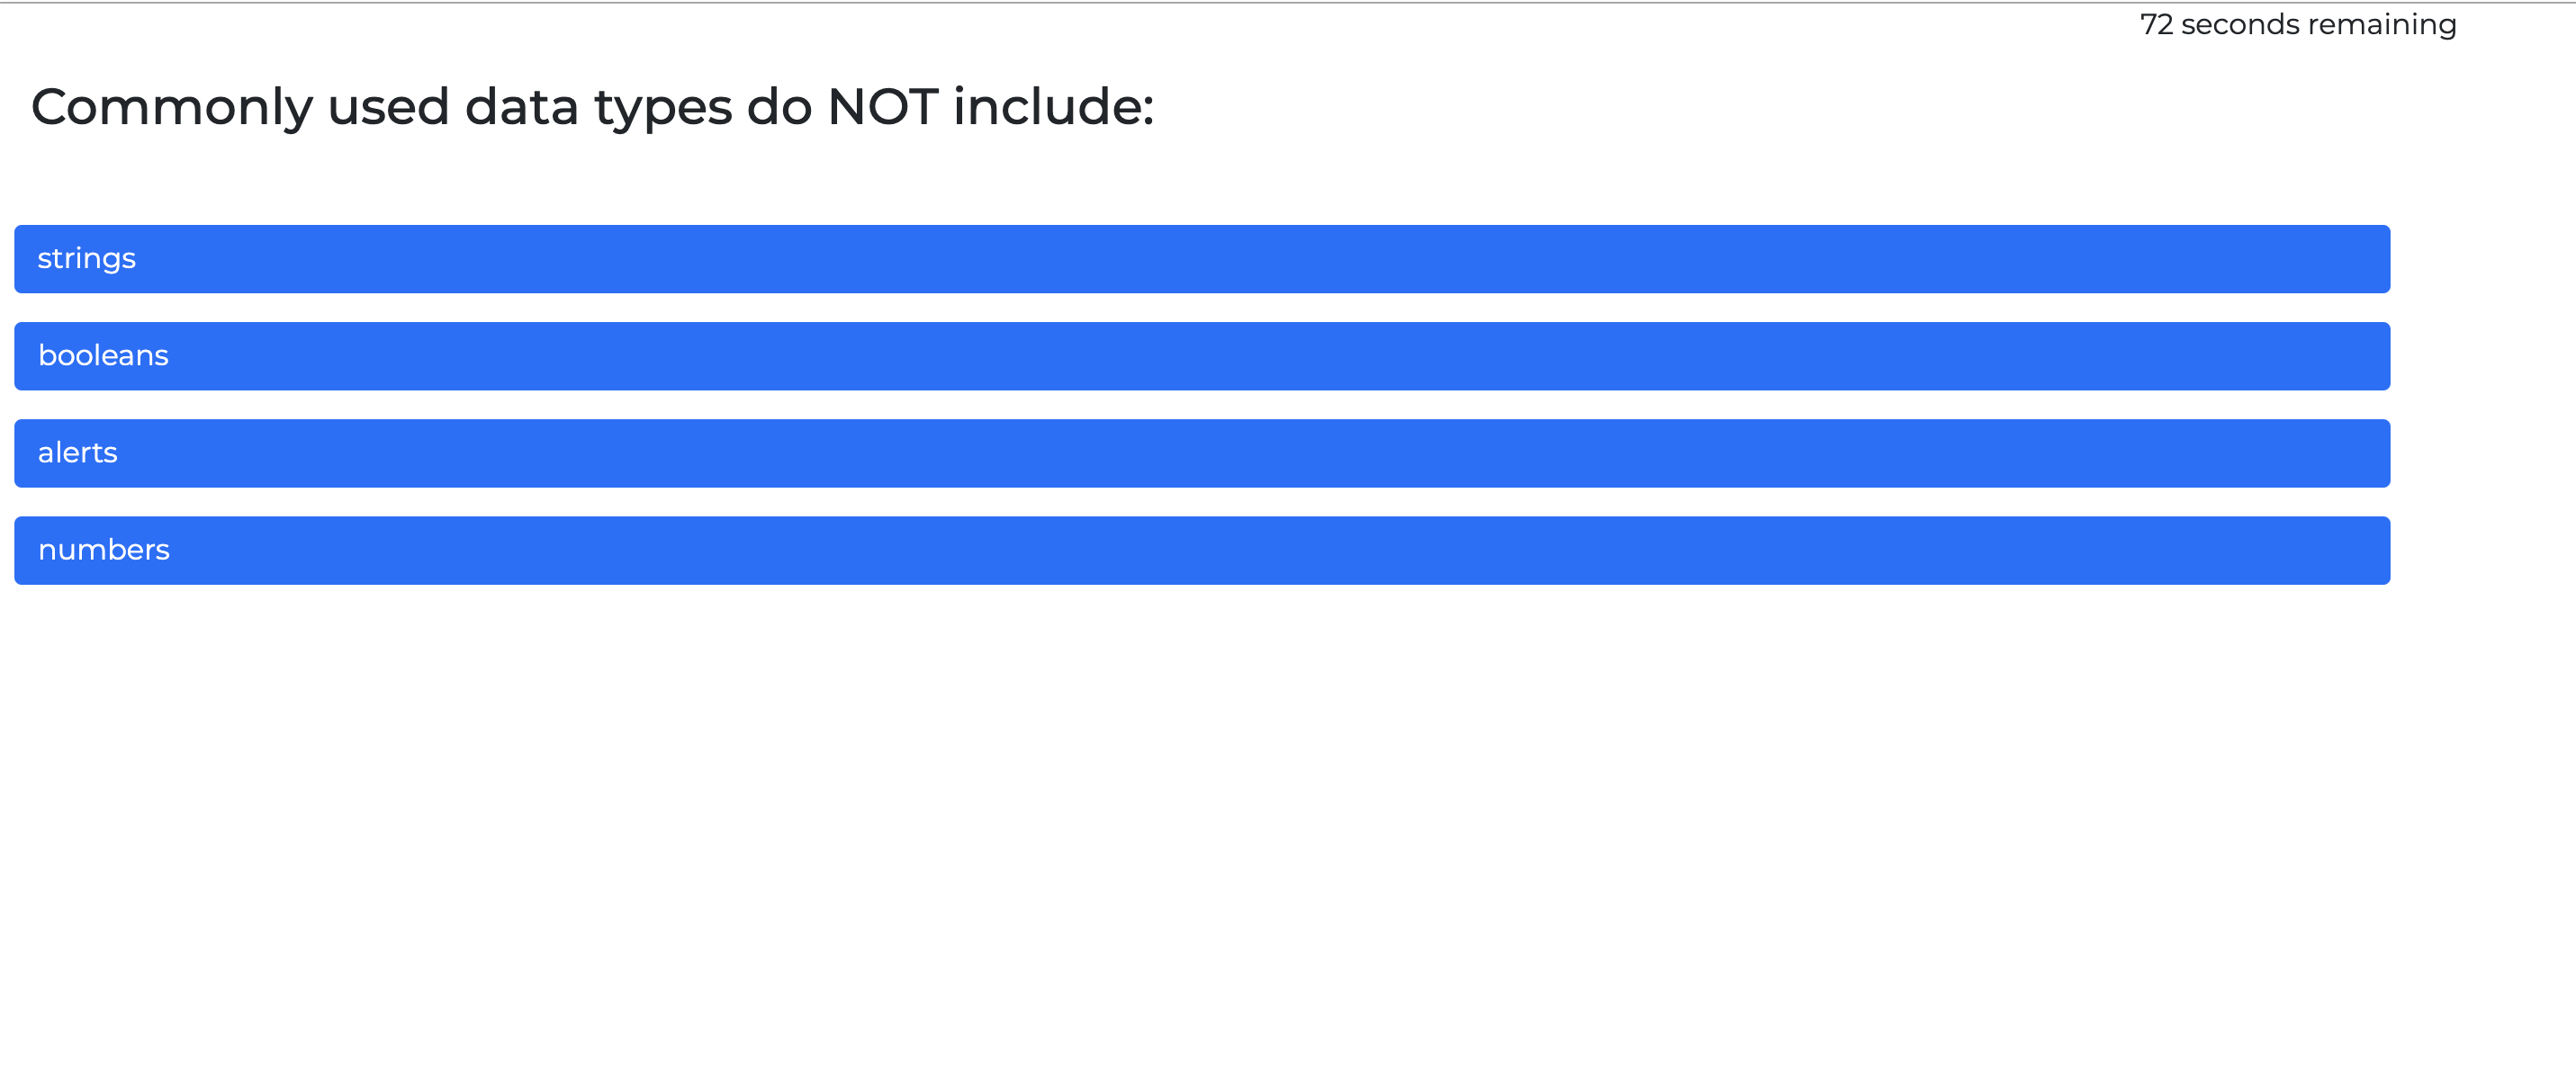 72 seconds remaining
Commonly used data types do NOT include:
strings
booleans
alerts
numbers